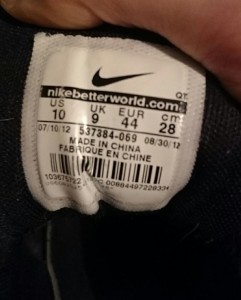 QE
nikebetterworld.com
US UK EUR cm
10 9 44 28
07/10/12 537384-069 08/30/12
MADE IN CHINA
FABRIQUE EN CHINE